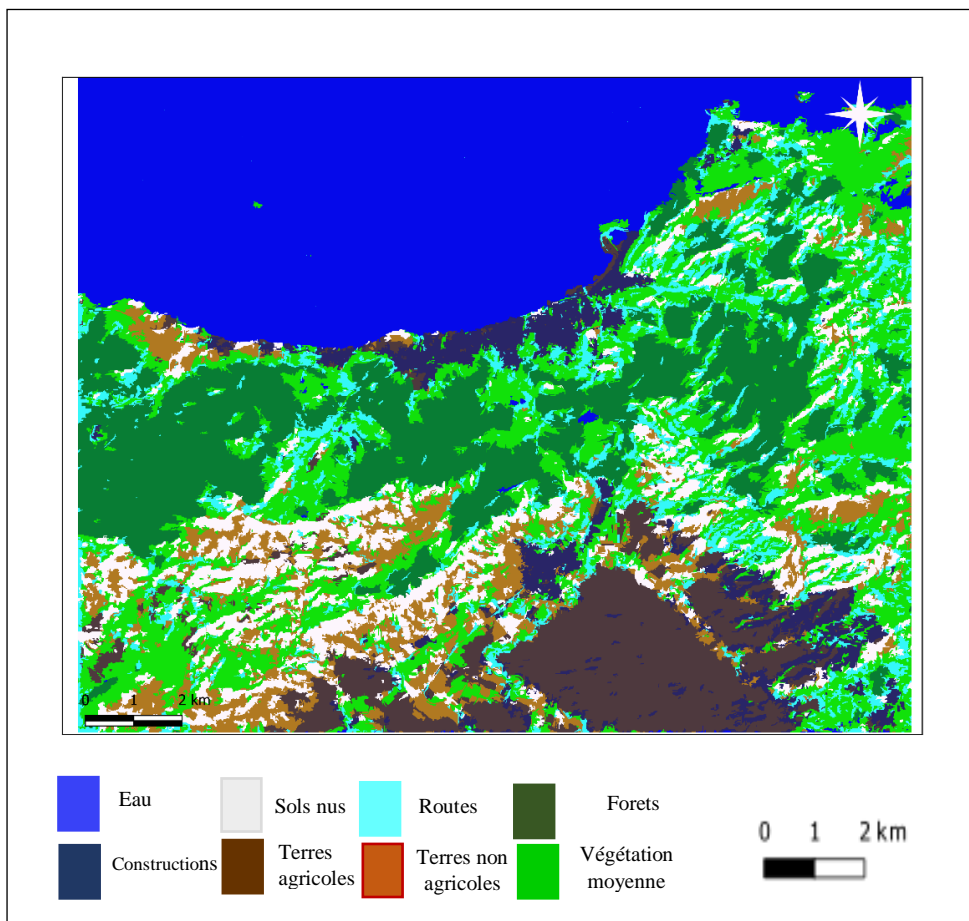 0 1 2 km
Eau
Sols nus
Routes
Forets
0 1 2 km
Constructions
Terres
agricoles
Terres non
agricoles
Végétation
moyenne